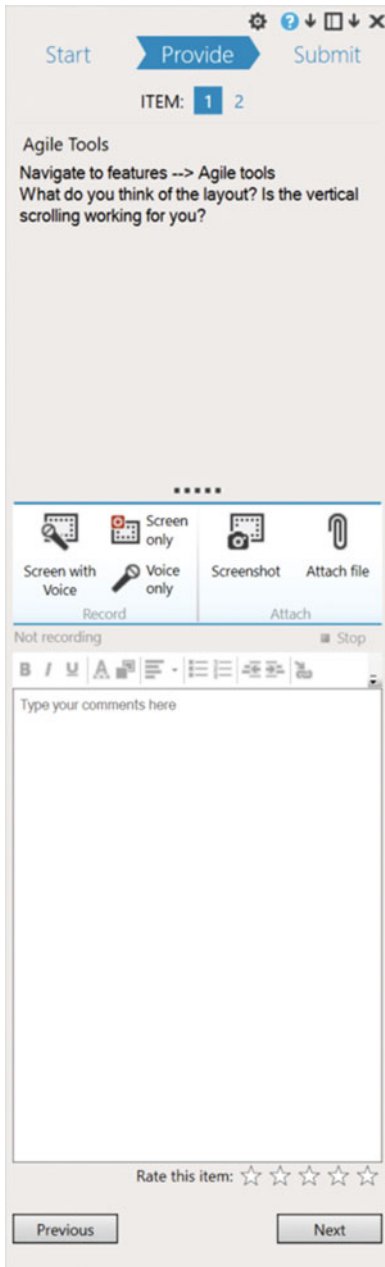 Start Provide Submit
ITEM: 1 2
Agile Tools
Navigate to features --> Agile tools
What do you think of the layout? Is the vertical
scrolling working for you?
Screen with
Voice
Screen
only
Voice
only
Record
Screenshot
Attach file
Attach
Not recording
Stop
B I U A
Type your comments here
Rate this item:
Previous
Next